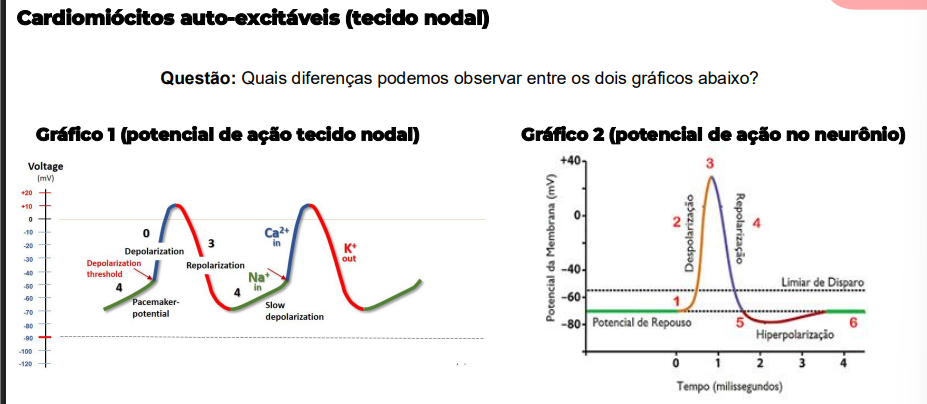 Cardiomiócitos auto-excitáveis (tecido nodal)
Questão: Quais diferenças podemos observar entre os dois gráficos abaixo?
Gráfico 1 (potencial de ação tecido nodal)
Voltage
(mV)
+20
+10
0
-10
-20
-30
-40
-50
-60
-70
-80
-90
-100
-120
0
Depolarization
Depolarization
threshold
4
Pacemaker-
potential
3
Repolarization
4
Ca2+
in
Na+
in
Slow
depolarization
K+
out
Gráfico 2 (potencial de ação no neurônio)
Potencial da Membrana (mV)
+40
0
-40
-60
-80
1
2
Despolarização
3
Repolarização
4
Limiar de Disparo
Potencial de Repouso
5
Hiperpolarização
6
0 1 2 3 4
Tempo (milissegundos)